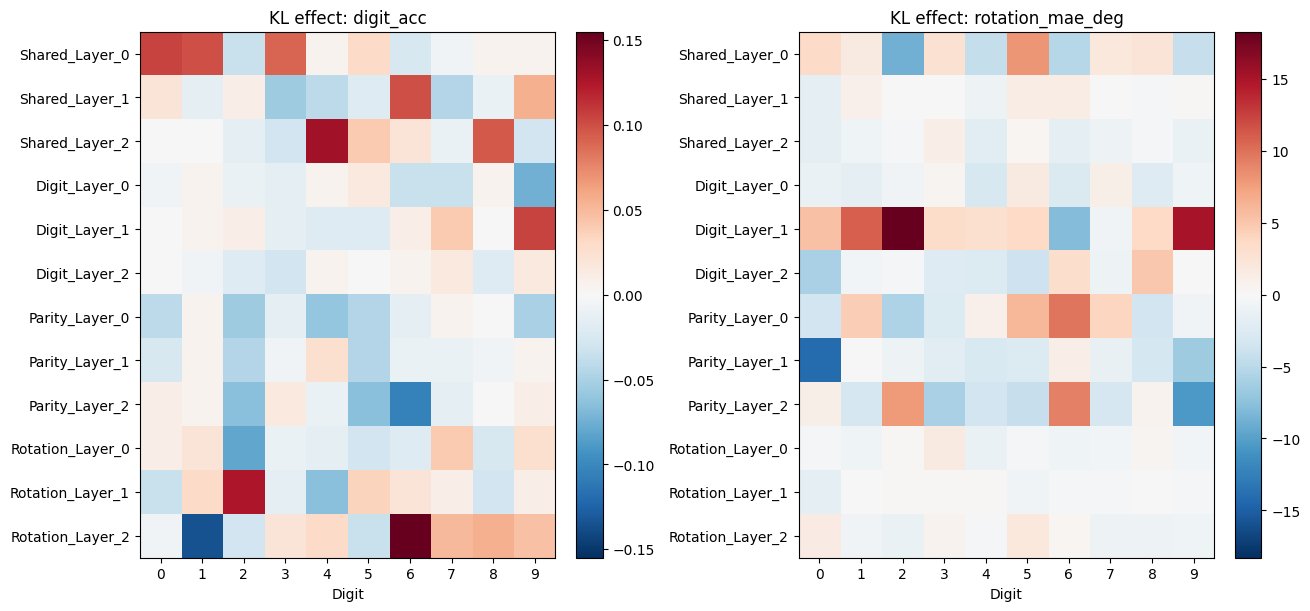 KL effect: digit_acc
Shared_Layer_0
Shared_Layer_1
Shared_Layer_2
Digit_Layer_0
Digit_Layer_1
Digit_Layer_2
Parity_Layer_0
Parity_Layer_1
Parity_Layer_2
Rotation_Layer_0
Rotation_Layer_1
Rotation_Layer_2
0 1 2 3 4 5 6 7 8 9
Digit
0.15
0.10
0.05
0.00
−0.05
−0.10
−0.15
KL effect: rotation_mae_deg
Shared_Layer_0
Shared_Layer_1
Shared_Layer_2
Digit_Layer_0
Digit_Layer_1
Digit_Layer_2
Parity_Layer_0
Parity_Layer_1
Parity_Layer_2
Rotation_Layer_0
Rotation_Layer_1
Rotation_Layer_2
0 1 2 3 4 5 6 7 8 9
Digit
15
10
5
0
−5
−10
−15